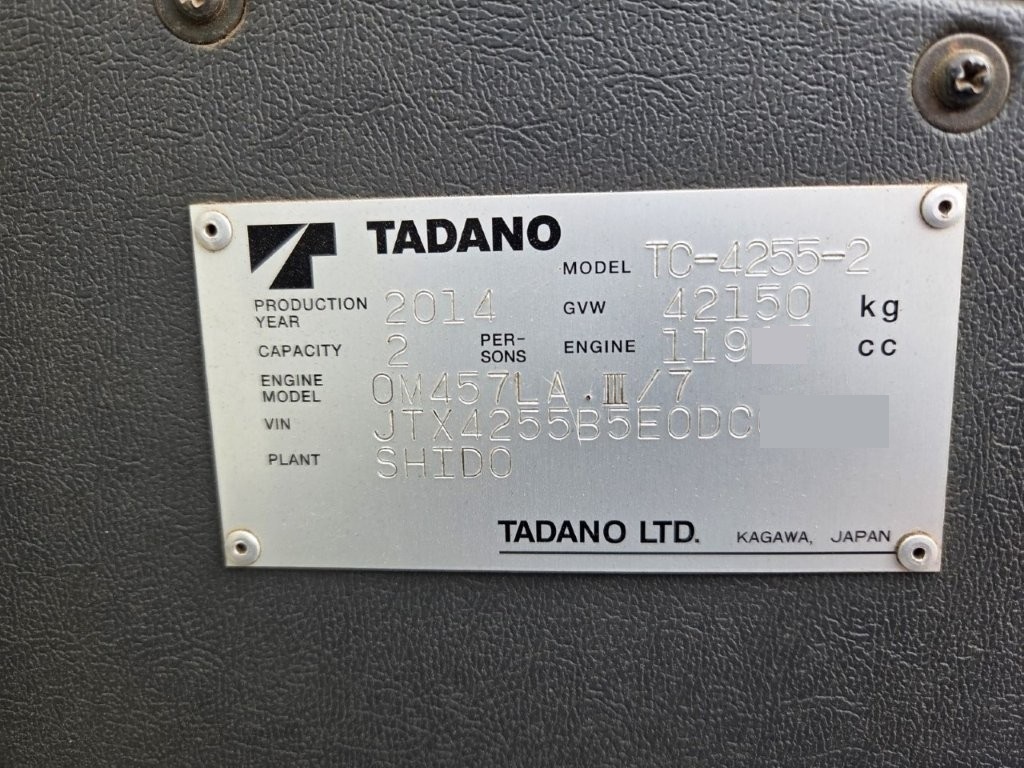 TADANO
MODEL TC-4255-2
PRODUCTION YEAR 2014 GVW 42150 kg
CAPACITY 2 PER-SONS ENGINE 119 cc
ENGINE MODEL OM457LA.III/7
VIN JTX4255B5E0DC
PLANT SHIDO
TADANO LTD. KAGAWA, JAPAN